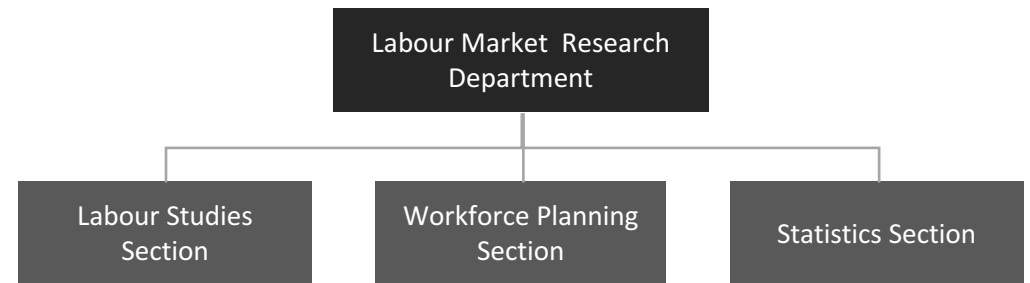 Labour Market  Research
Department
Labour Studies
Section
Workforce Planning
Section
Statistics Section